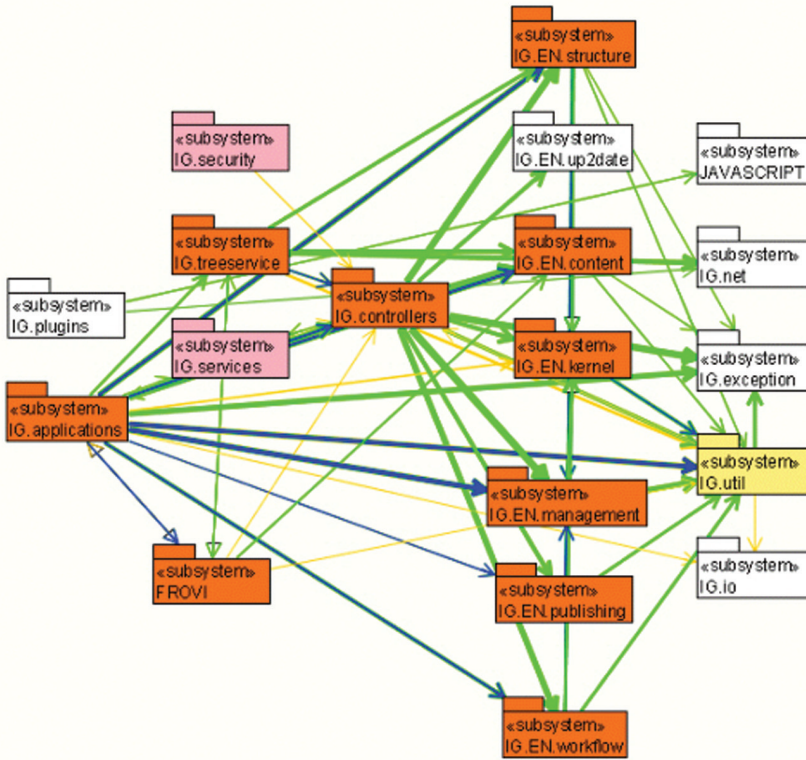 «subsystem»
IG.EN.structure
«subsystem»
IG.security
«subsystem»
IG.EN.up2date
«subsystem»
JAVASCRIPT
«subsystem»
IG.treeservice
«subsystem»
IG.EN.content
«subsystem»
IG.net
«subsystem»
IG.plugins
«subsystem»
IG.controllers
«subsystem»
IG.services
«subsystem»
IG.EN.kernel
«subsystem»
IG.exception
«subsystem»
IG.applications
«subsystem»
IG.util
«subsystem»
IG.EN.management
«subsystem»
FROVI
«subsystem»
IG.EN.publishing
«subsystem»
IG.io
«subsystem»
IG.EN.workflow